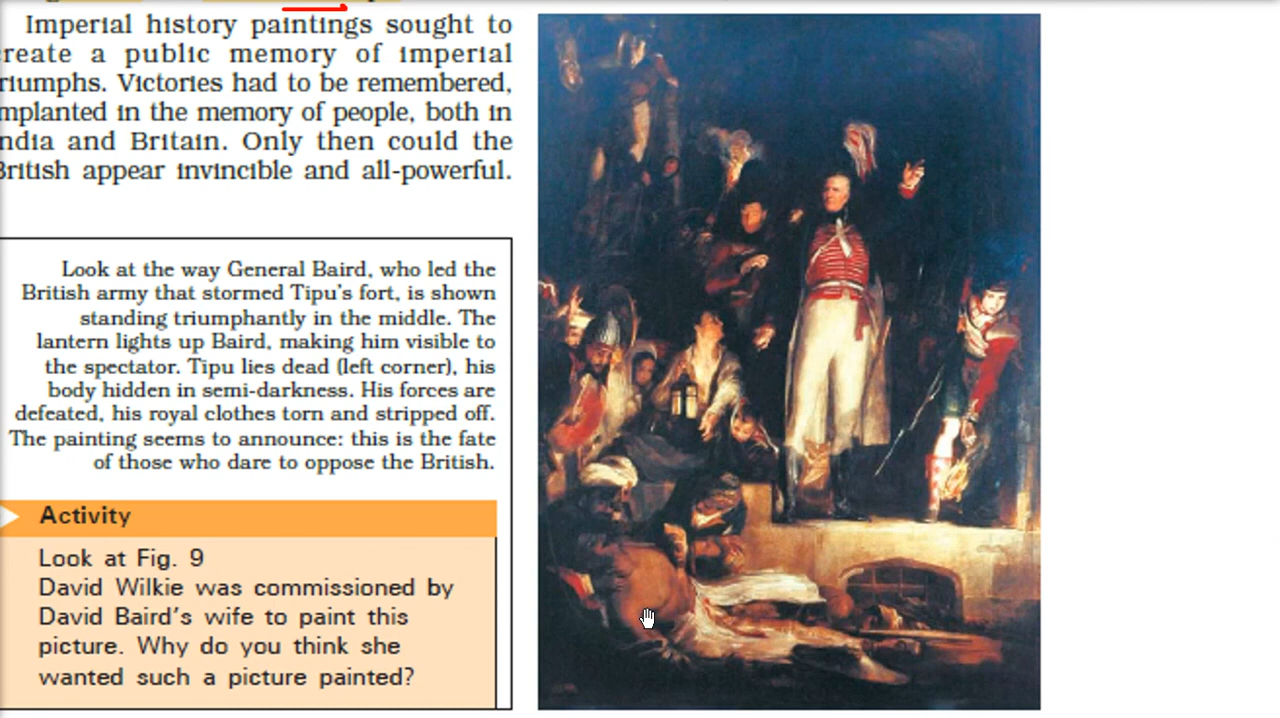 Imperial history paintings sought to
create a public memory of imperial
riumphs. Victories had to be remembered,
mplanted in the memory of people, both in
ndia and Britain. Only then could the
British appear invincible and all-powerful.
Look at the way General Baird, who led the
British army that stormed Tipu's fort, is shown
standing triumphantly in the middle. The
lantern lights up Baird, making him visible to
the spectator. Tipu lies dead (left corner), his
body hidden in semi-darkness. His forces are
defeated, his royal clothes torn and stripped off.
The painting seems to announce: this is the fate
of those who dare to oppose the British.
Activity
Look at Fig. 9
David Wilkie was commissioned by
David Baird's wife to paint this
picture. Why do you think she
wanted such a picture painted?